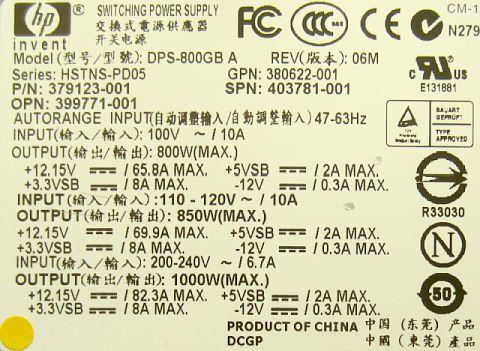 hp
invent
SWITCHING POWER SUPPLY
交換式電源供應器
开关电源
FC
CCC
CM-1
N279
Model(型号/型號): DPS-800GB A REV(版本): 06M
Series: HSTNS-PD05 GPN: 380622-001
P/N: 379123-001 SPN: 403781-001
OPN: 399771-001
c UL US
E131881
AUTORANGE INPUT(自动调整输入/自動調整輸入) 47-63Hz
INPUT(输入/輸入): 100V ~ / 10A
OUTPUT(输出/輸出): 800W(MAX.)
+12.15V / 65.8A MAX. +5VSB / 2A MAX.
+3.3VSB / 8A MAX. -12V / 0.3A MAX.
INPUT (输入/輸入):110 - 120V ~ / 10A
OUTPUT(输出/輸出): 850W(MAX.)
+12.15V / 69.9A MAX. +5VSB / 2A MAX.
+3.3VSB / 8A MAX. -12V / 0.3A MAX.
INPUT(输入/輸入): 200-240V ~ / 6.7A
OUTPUT(输出/輸出): 1000W(MAX.)
+12.15V / 82.3A MAX. +5VSB / 2A MAX.
+3.3VSB / 8A MAX. -12V / 0.3A MAX.
BAUART
GEPRÜFT
TYPE
APPROVED
R33030
N
50
PRODUCT OF CHINA 中国 (东莞) 制造
DCGP 中國 (東莞) 產